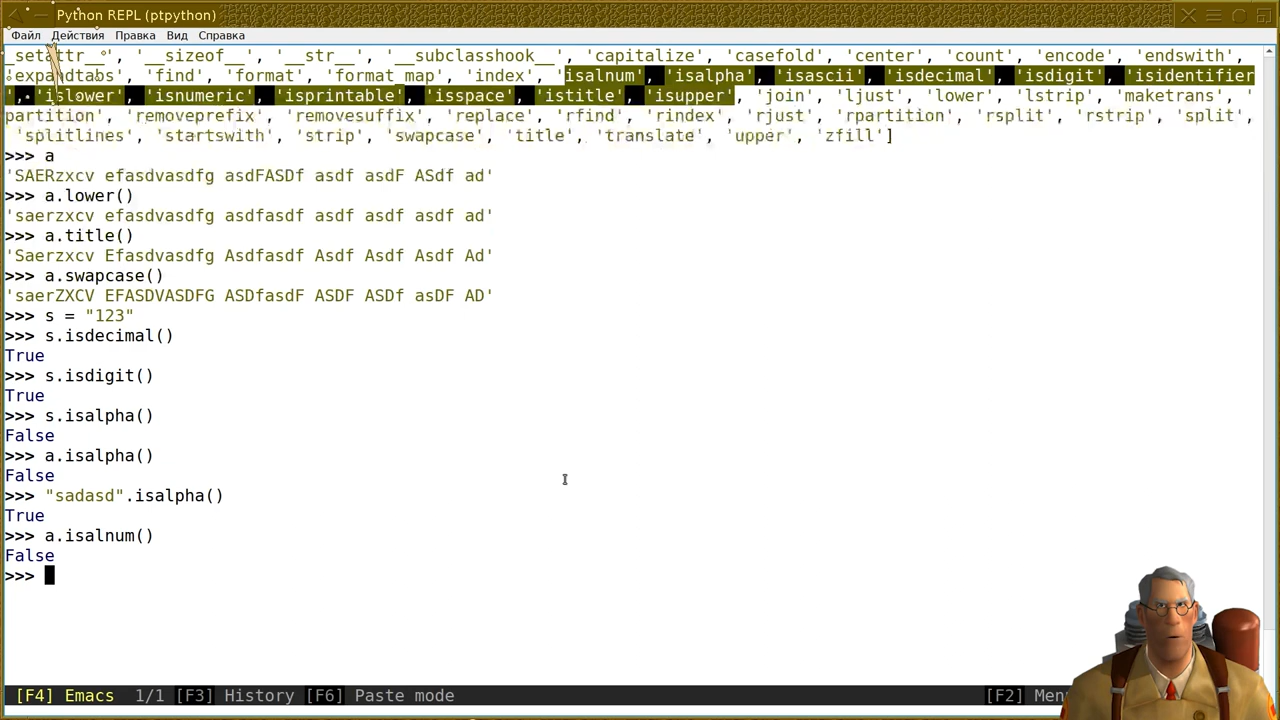 Python REPL (ptpython)
Файл Действия Правка Вид Справка
_setattr__', '__sizeof__', '__str__', '__subclasshook__', 'capitalize', 'casefold', 'center', 'count', 'encode', 'endswith',
'expandtabs', 'find', 'format', 'format_map', 'index', 'isalnum', 'isalpha', 'isascii', 'isdecimal', 'isdigit', 'isidentifier
', 'islower', 'isnumeric', 'isprintable', 'isspace', 'istitle', 'isupper', 'join', 'ljust', 'lower', 'lstrip', 'maketrans', '
partition', 'removeprefix', 'removesuffix', 'replace', 'rfind', 'rindex', 'rjust', 'rpartition', 'rsplit', 'rstrip', 'split',
'splitlines', 'startswith', 'strip', 'swapcase', 'title', 'translate', 'upper', 'zfill']
>>> a
'SAERzxcv efasdvasdfg asdFASDf asdf asdF ASdf ad'
>>> a.lower()
'saerzxcv efasdvasdfg asdfasdf asdf asdf asdf ad'
>>> a.title()
'Saerzxcv Efasdvasdfg Asdfasdf Asdf Asdf Asdf Ad'
>>> a.swapcase()
'saerZXCV EFASDVASDFG ASDfasdF ASDF ASDf asDF AD'
>>> s = "123"
>>> s.isdecimal()
True
>>> s.isdigit()
True
>>> s.isalpha()
False
>>> a.isalpha()
False
>>> "sadasd".isalpha()
True
>>> a.isalnum()
False
>>>
[F4] Emacs 1/1 [F3] History [F6] Paste mode [F2]